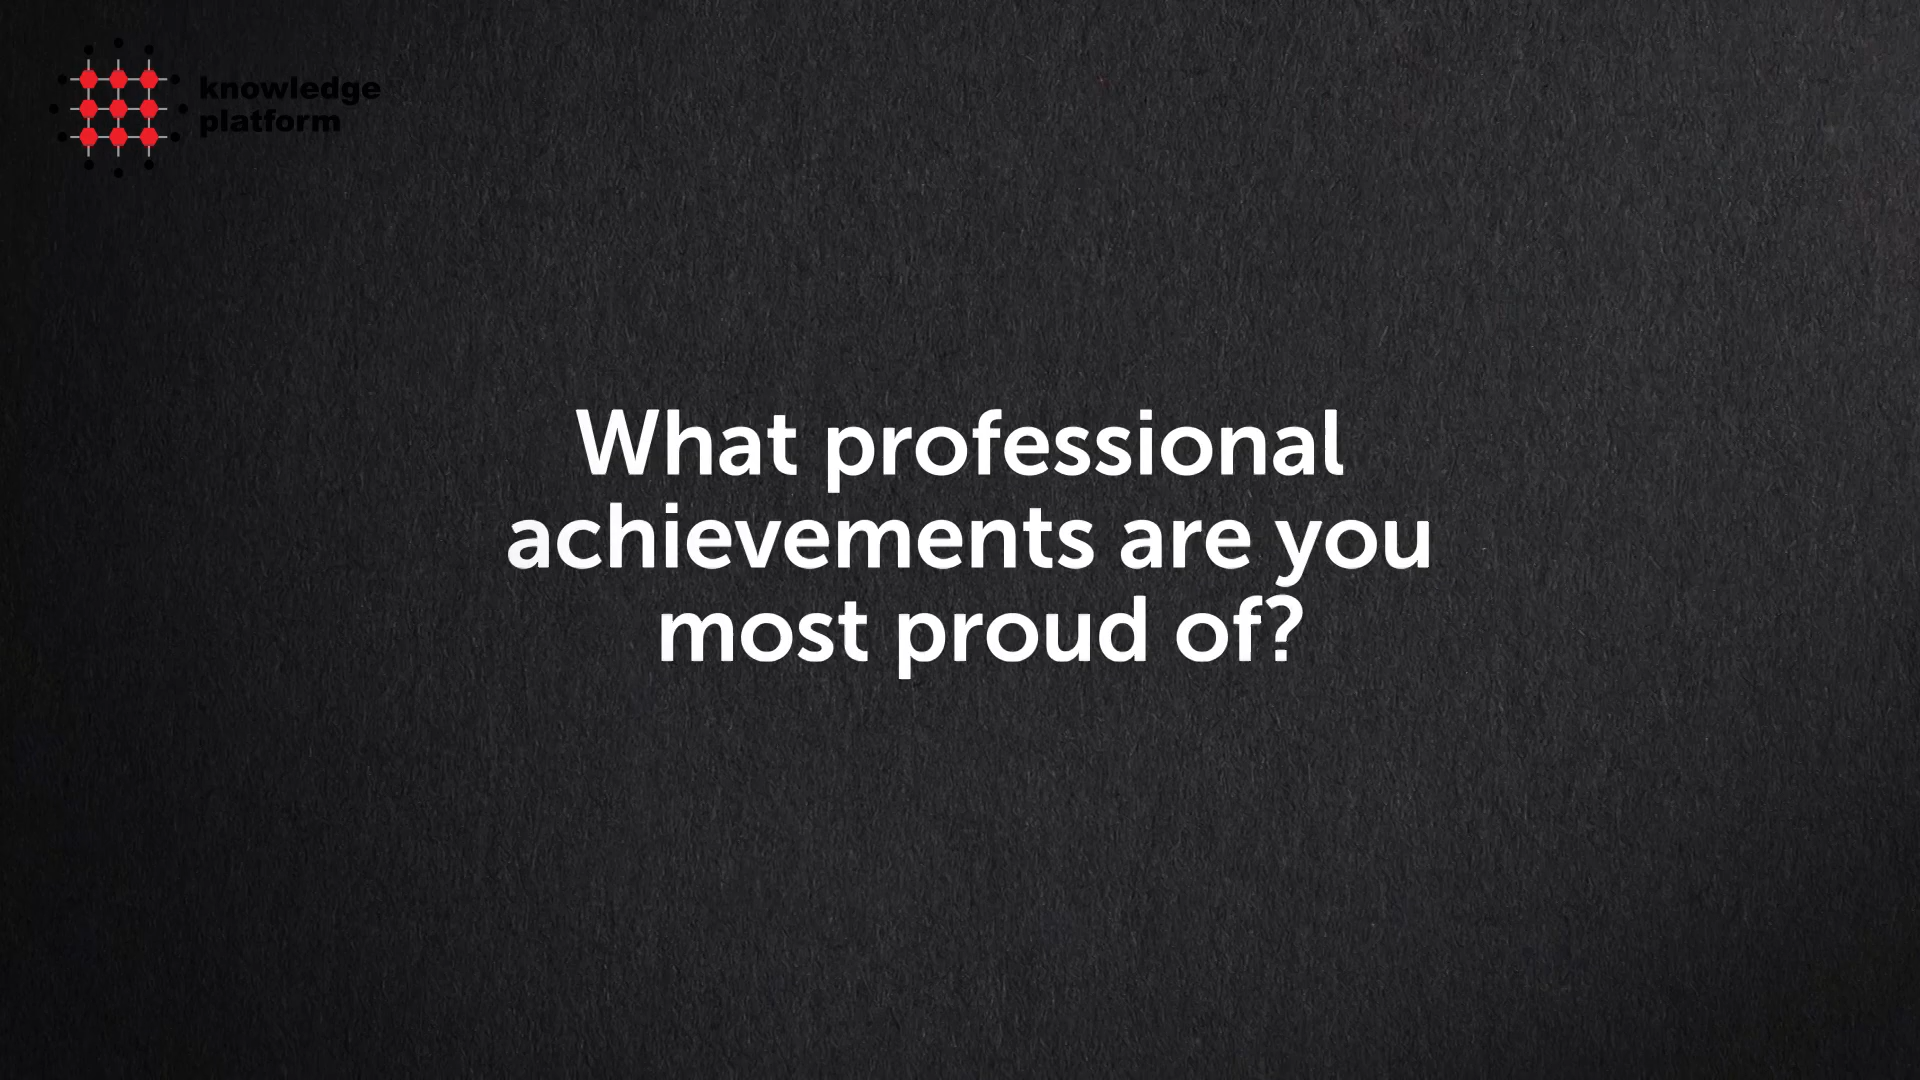 knowledge
platform
What professional
achievements are you
most proud of?